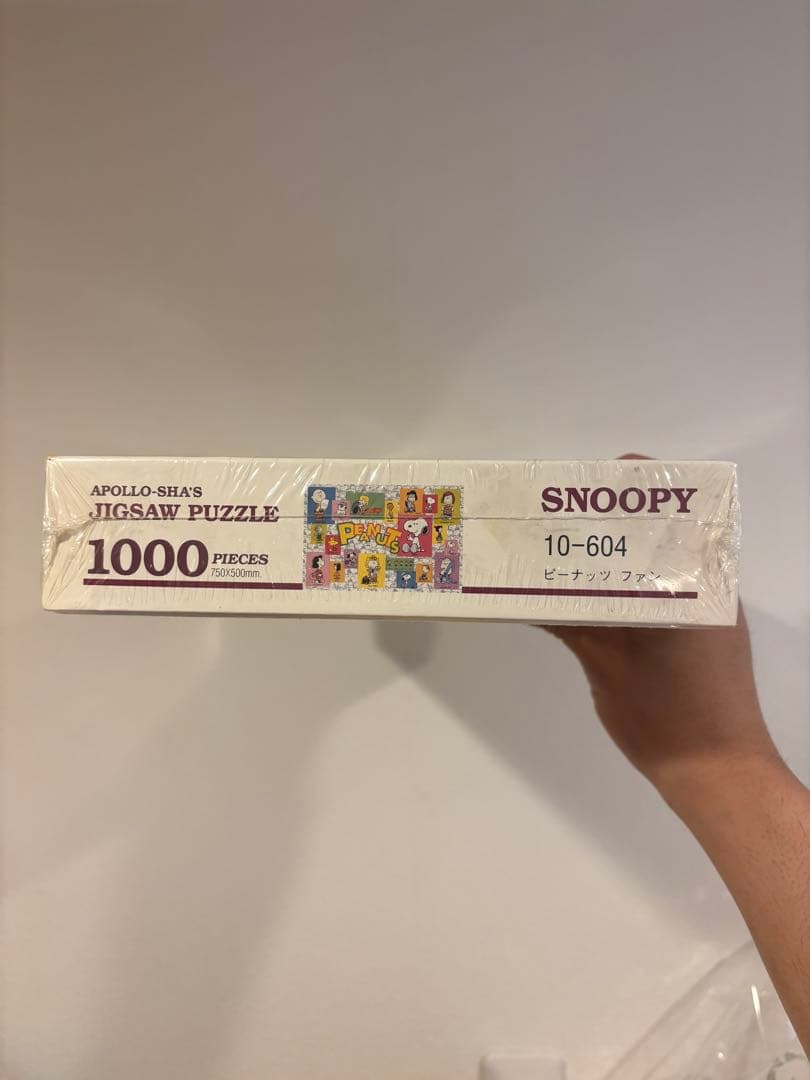 APOLLO-SHA'S
JIGSAW PUZZLE
1000 PIECES
750X500mm.
PEANUTS
SNOOPY
10-604
ピーナッツ ファン